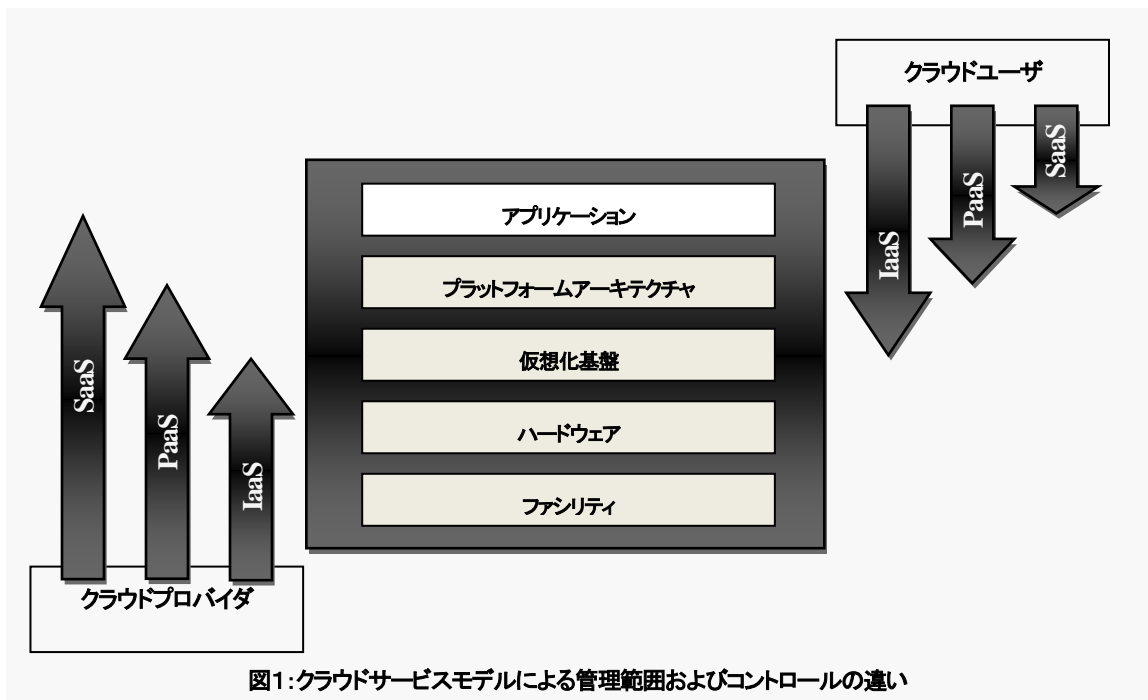 クラウドユーザ
IaaS
PaaS
SaaS
アプリケーション
プラットフォームアーキテクチャ
仮想化基盤
ハードウェア
ファシリティ
SaaS
PaaS
IaaS
クラウドプロバイダ
図1:クラウドサービスモデルによる管理範囲およびコントロールの違い